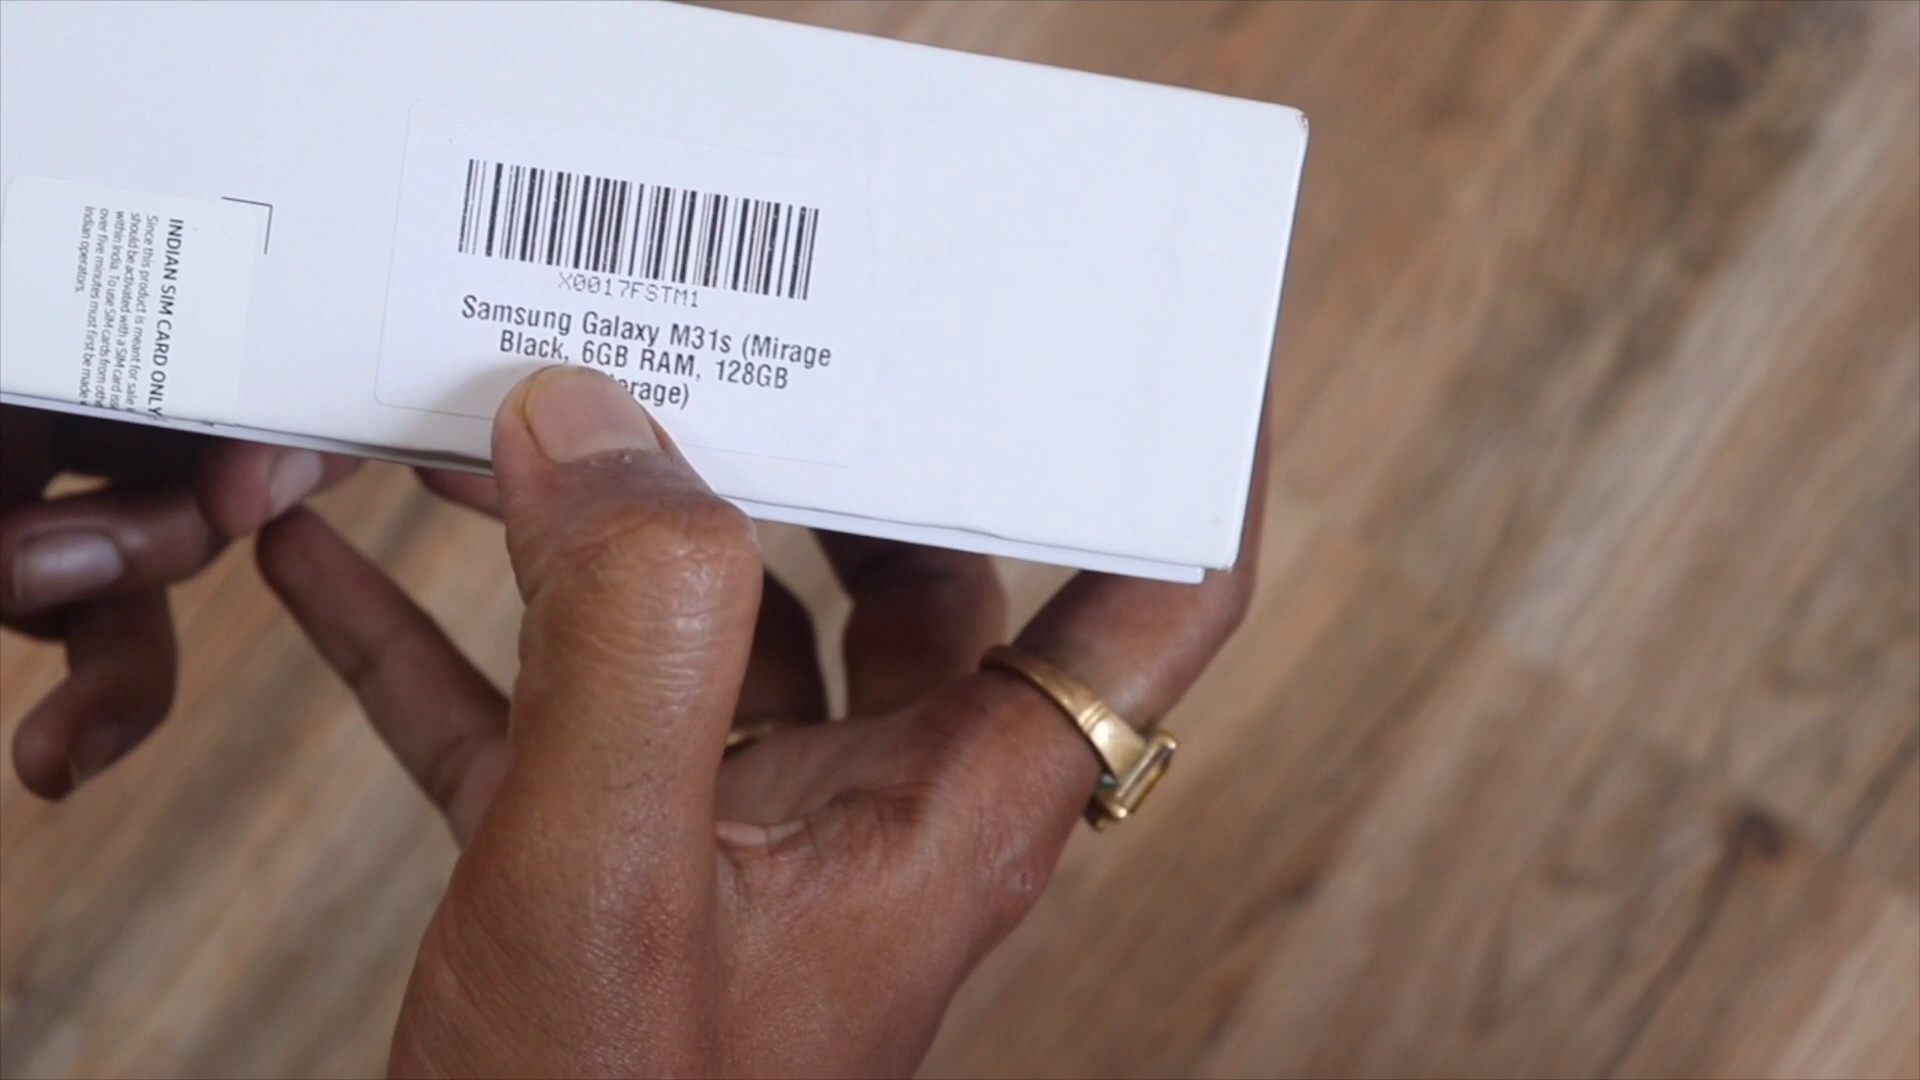 X0017FSTM1
Samsung Galaxy M31s (Mirage
Black, 6GB RAM, 128GB
INDIAN SIM CARD ONLY
Since this product is meant for sale
should be activated with a SIM card
within India. To use SIM cards from
over five minutes must first be made
Indian operators.